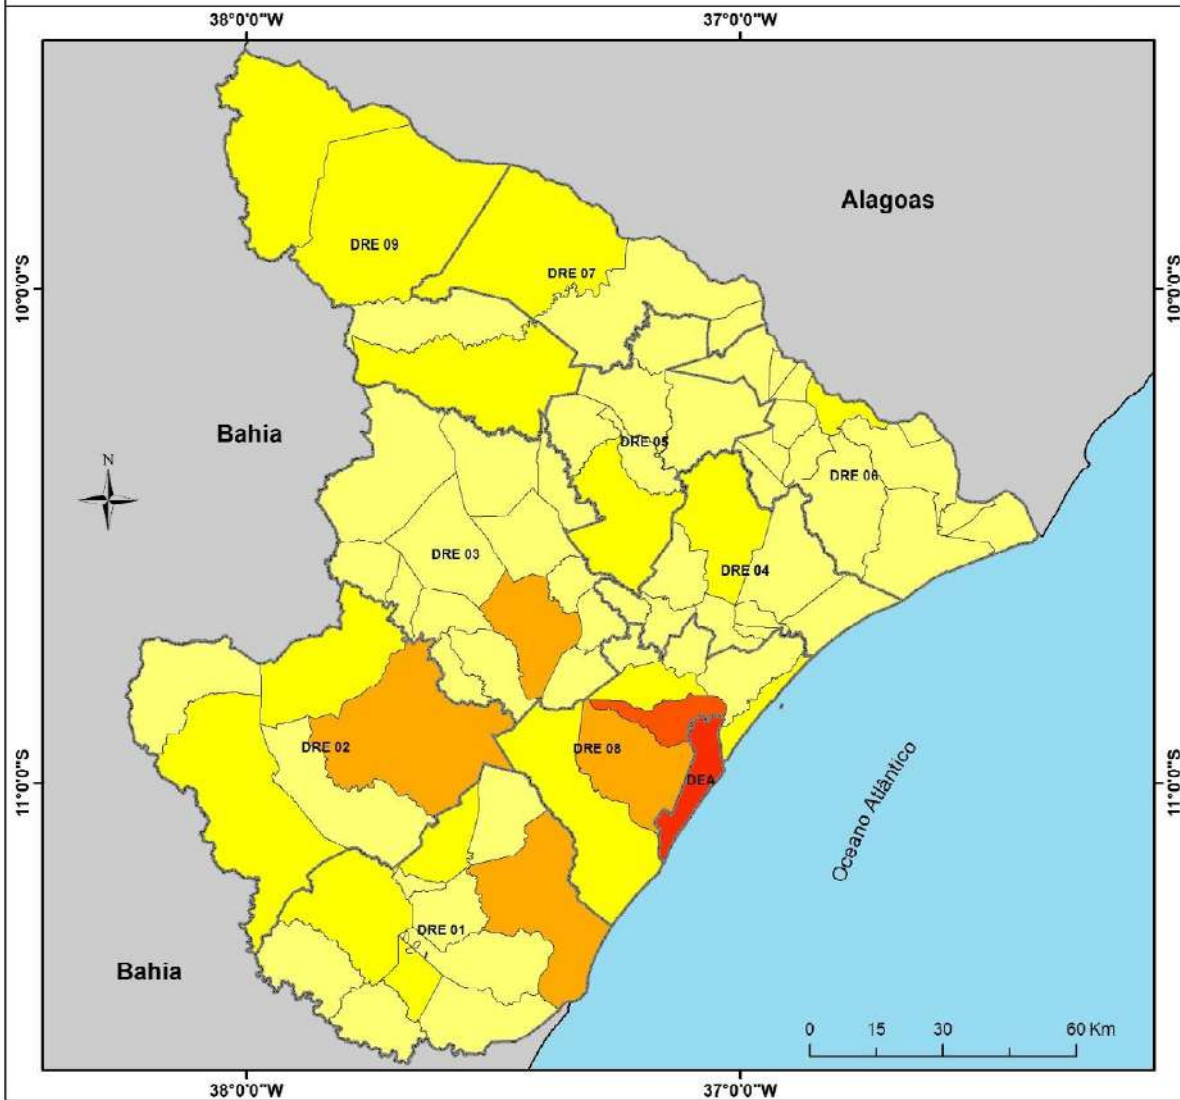 38°0'0"W
37°0'0"W
Alagoas
DRE 09
DRE 07
10°0'0"S
10°0'0"S
Bahia
DRE 05
N
DRE 06
DRE 03
DRE 04
DRE 02
DRE 08
DEA
11°0'0"S
11°0'0"S
Oceano Atlântico
DRE 01
Bahia
0 15 30 60 Km
38°0'0"W
37°0'0"W